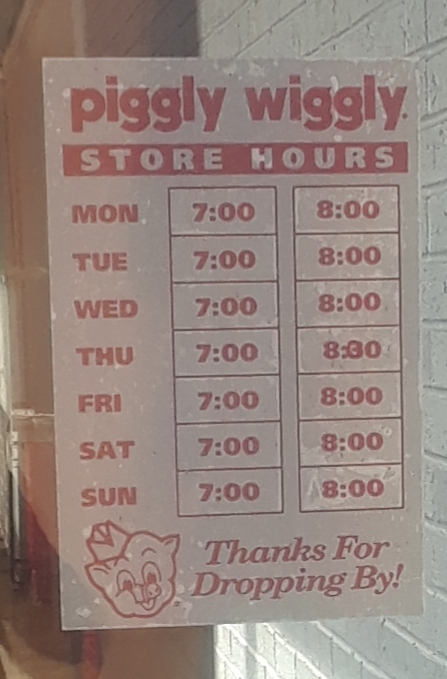 piggly wiggly
STORE HOURS
MON 7:00 8:00
TUE 7:00 8:00
WED 7:00 8:00
THU 7:00
FRI 7:00 8:00
SAT 7:00 8:00
SUN 7:00 8:00
Thanks For
Dropping By!